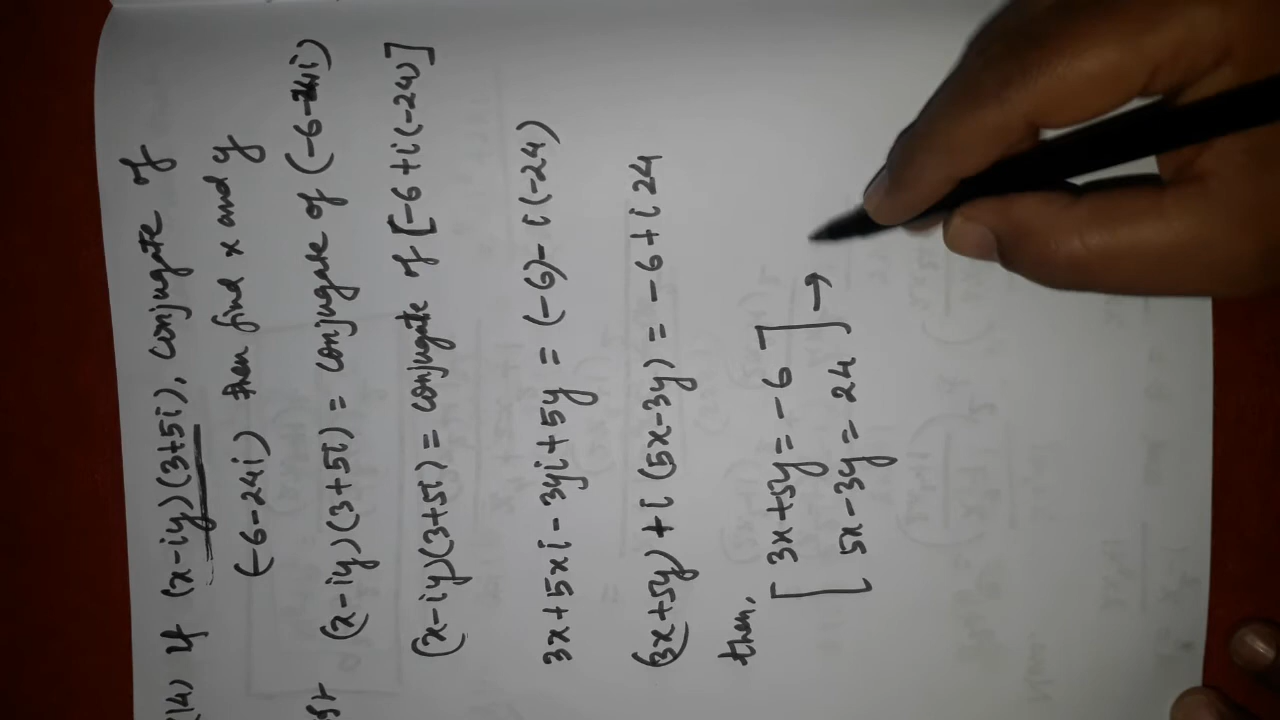 (14) If (x-iy)(3+5i), conjugate of
(-6-24i) then find x and y
(x-iy)(3+5i) = conjugate of (-6-24i)
(x-iy)(3+5i) = conjugate of [-6+i(-24)]
3x+5xi-3yi+5y = (-6)-i(-24)
(3x+5y)+i(5x-3y) = -6+i24
then,
3x+5y=-6
5x-3y=24 →